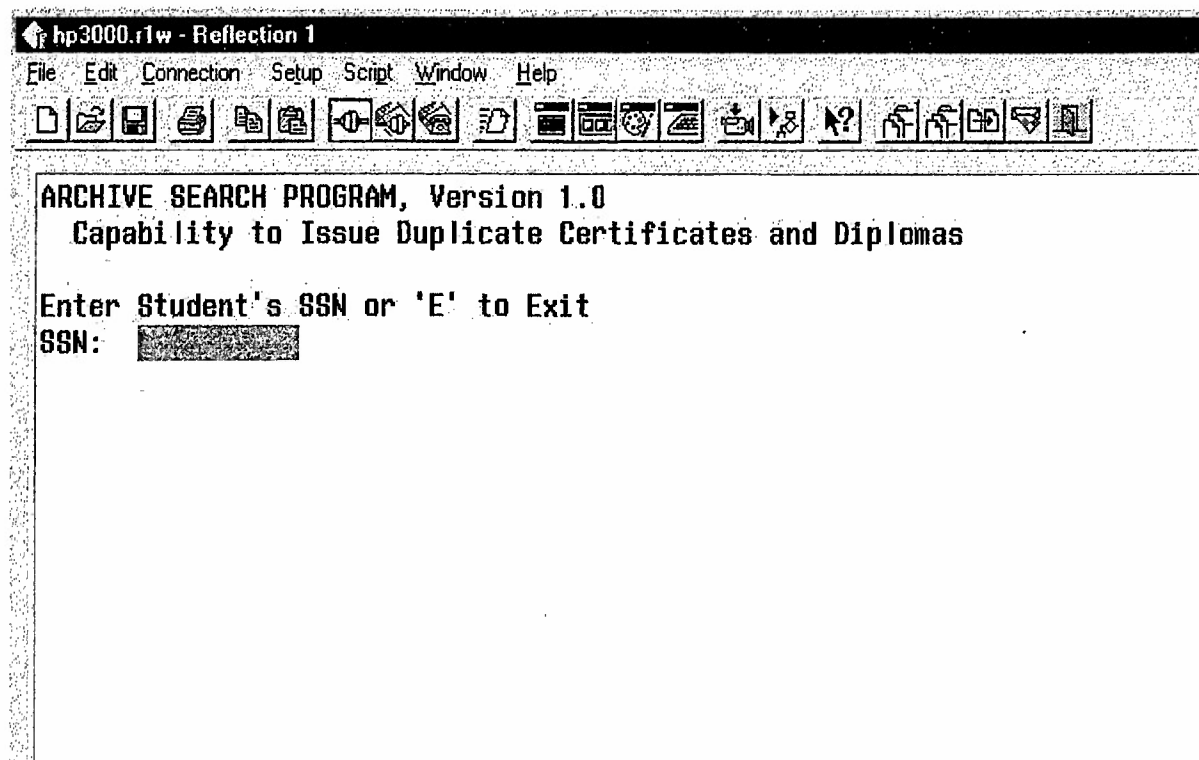 hp3000.r1w - Reflection 1
File Edit Connection Setup Script Window Help
ARCHIVE SEARCH PROGRAM, Version 1.0
Capability to Issue Duplicate Certificates and Diplomas
Enter Student's SSN or 'E' to Exit
SSN: